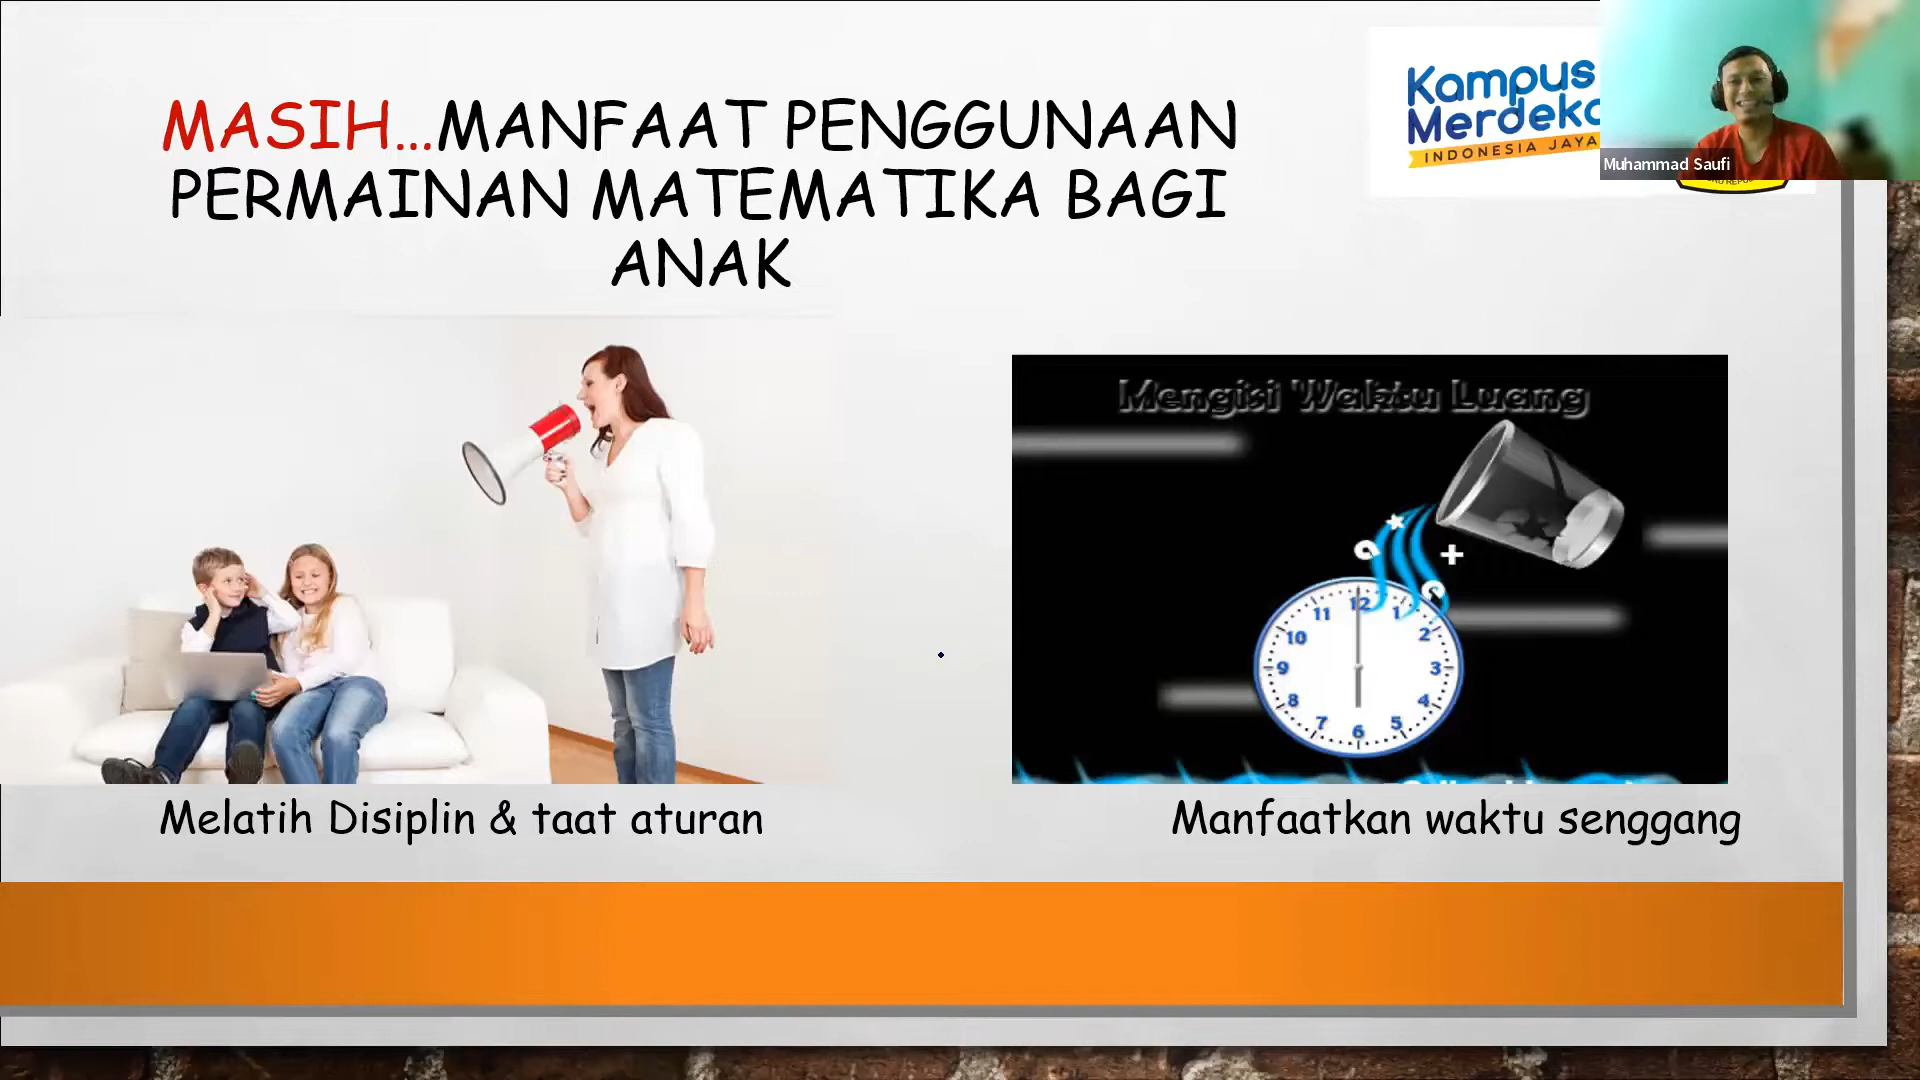 MASIH...MANFAAT PENGGUNAAN
PERMAINAN MATEMATIKA BAGI
ANAK
Kampus
Merdeka
INDONESIA JAYA
Muhammad Saufi
Mengisi Waktu Luang
12
1
2
3
4
5
6
7
8
9
10
11
Melatih Disiplin & taat aturan
Manfaatkan waktu senggang